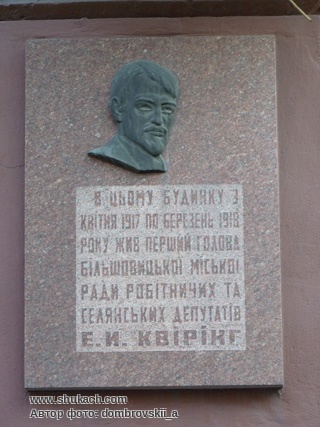 В ЦЬОМУ БУДИНКУ З
КВІТНЯ 1917 ПО БЕРЕЗЕНЬ 1918
РОКУ ЖИВ ПЕРШИЙ ГОЛОВА
БІЛЬШОВИЦЬКОЇ МІСЬКОЇ
РАДИ РОБІТНИЧИХ ТА
СЕЛЯНСЬКИХ ДЕПУТАТІВ
Е. И. КВІРІНГ
www.shukach.com
Автор фото: dombrovskii_a